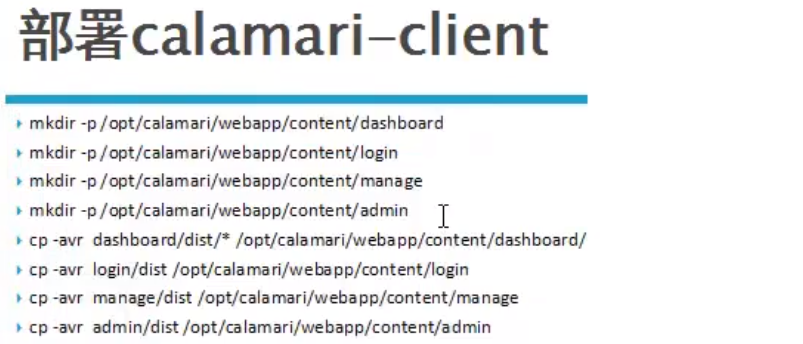 部署calamari-client
mkdir -p /opt/calamari/webapp/content/dashboard
mkdir -p /opt/calamari/webapp/content/login
mkdir -p /opt/calamari/webapp/content/manage
mkdir -p /opt/calamari/webapp/content/admin
cp -avr dashboard/dist/* /opt/calamari/webapp/content/dashboard/
cp -avr login/dist /opt/calamari/webapp/content/login
cp -avr manage/dist /opt/calamari/webapp/content/manage
cp -avr admin/dist /opt/calamari/webapp/content/admin